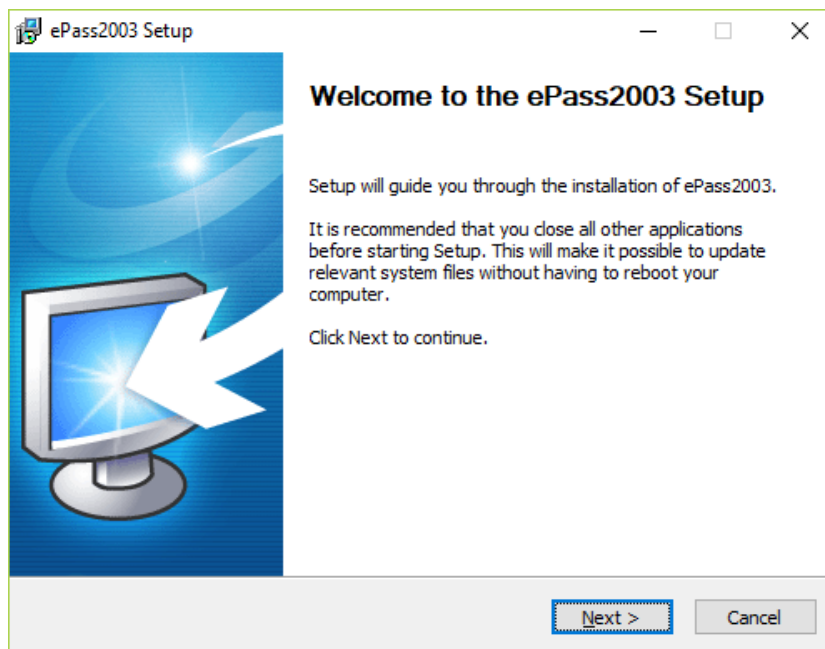 ePass2003 Setup
Welcome to the ePass2003 Setup
Setup will guide you through the installation of ePass2003.
It is recommended that you close all other applications
before starting Setup. This will make it possible to update
relevant system files without having to reboot your
computer.
Click Next to continue.
Next >
Cancel